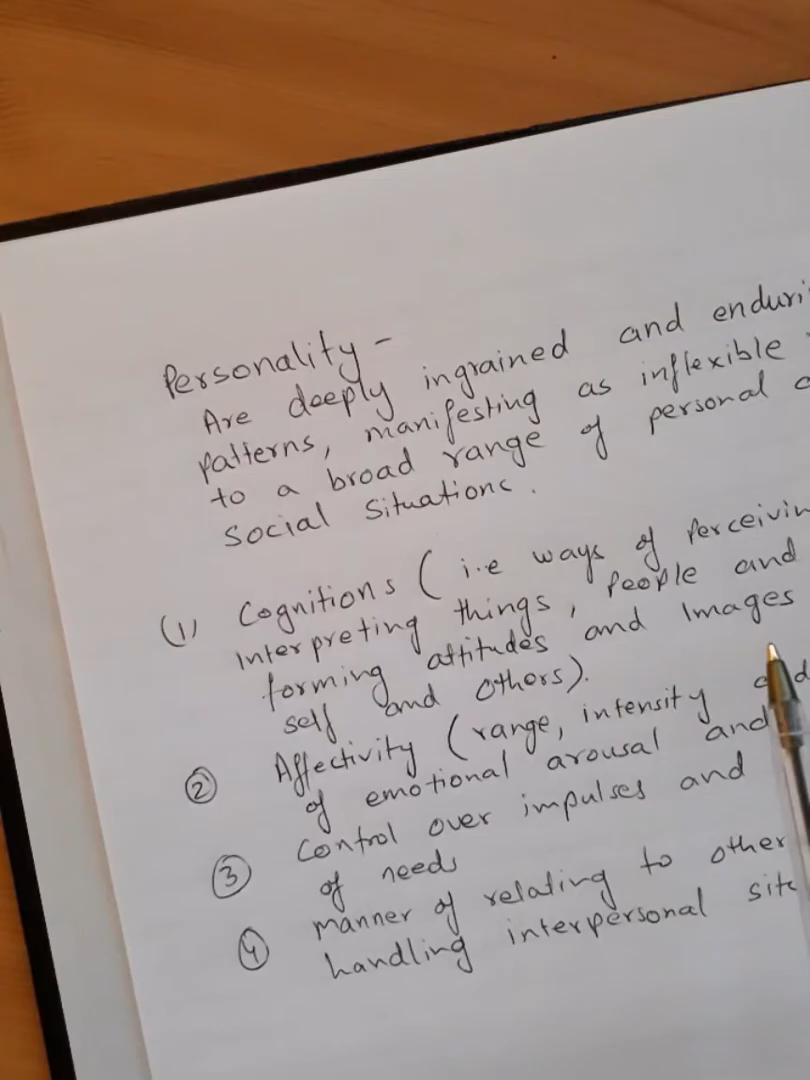 Personality -
Are deeply ingrained and enduri
patterns, manifesting as inflexible
to a broad range of personal a
Social Situations.
(1) Cognitions ( i.e ways of Perceivin
Interpreting things, People and
forming attitudes and Images
self and others).
② Affectivity (range, intensity and
of emotional arousal and
③ Control over impulses and
of needs
④ manner of relating to other
handling interpersonal sit